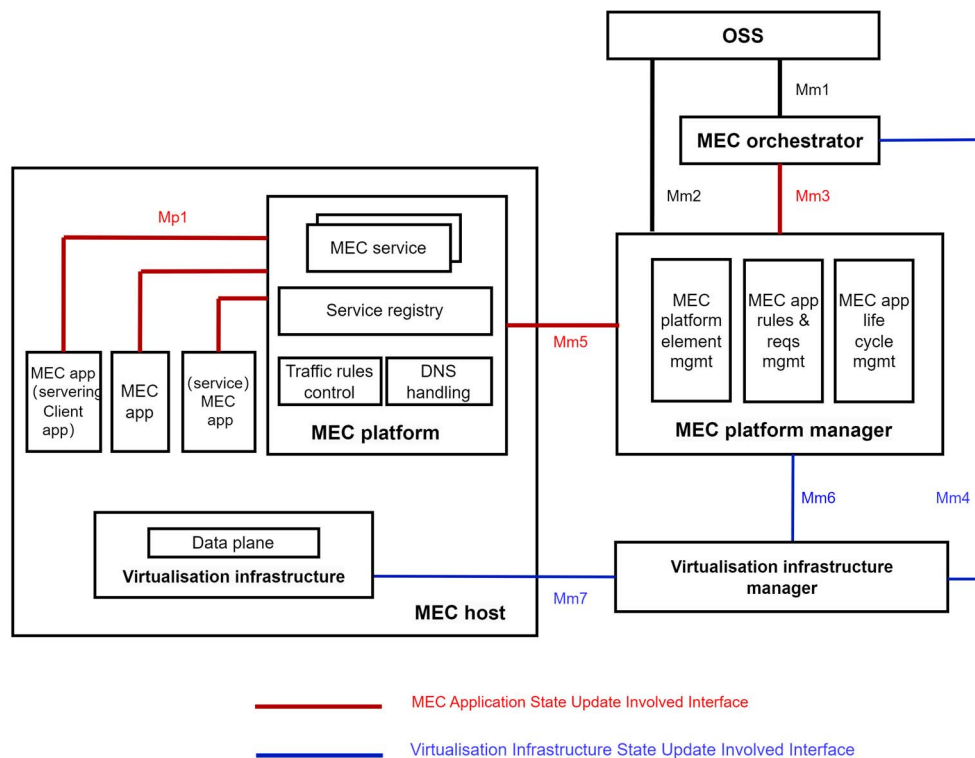 OSS
Mm1
MEC orchestrator
Mm2
Mm3
Mp1
MEC service
Service registry
Traffic rules
control
DNS
handling
MEC platform
MEC app
(servering
Client
app)
MEC
app
(service)
MEC
app
Mm5
MEC
platform
element
mgmt
MEC app
rules &
reqs
mgmt
MEC app
life
cycle
mgmt
MEC platform manager
Mm6
Mm4
Data plane
Virtualisation infrastructure
MEC host
Mm7
Virtualisation infrastructure
manager
MEC Application State Update Involved Interface
Virtualisation Infrastructure State Update Involved Interface